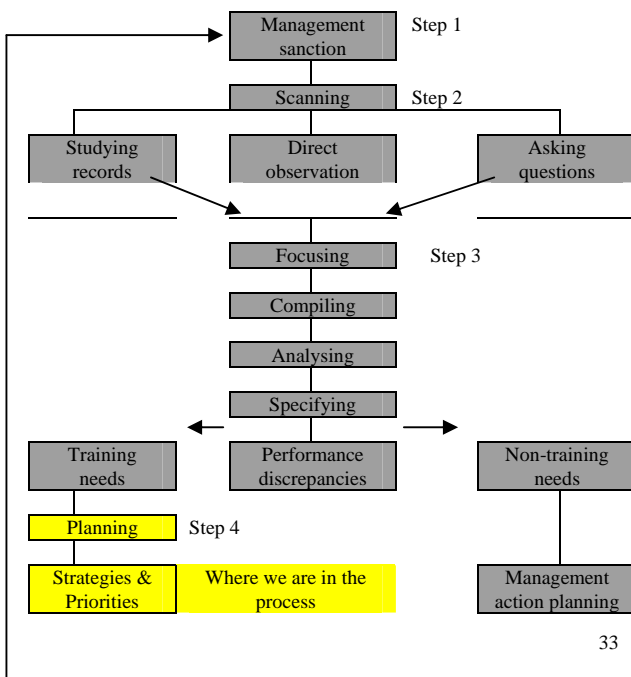 Management
sanction
Step 1
Scanning
Step 2
Studying
records
Direct
observation
Asking
questions
Focusing
Step 3
Compiling
Analysing
Specifying
Training
needs
Performance
discrepancies
Non-training
needs
Planning
Step 4
Strategies &
Priorities
Where we are in the
process
Management
action planning
33